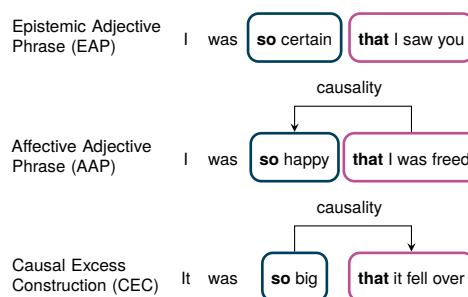 Epistemic Adjective
Phrase (EAP)
I was so certain that I saw you
causality
Affective Adjective
Phrase (AAP)
I was so happy that I was freed
causality
Causal Excess
Construction (CEC)
It was so big that it fell over